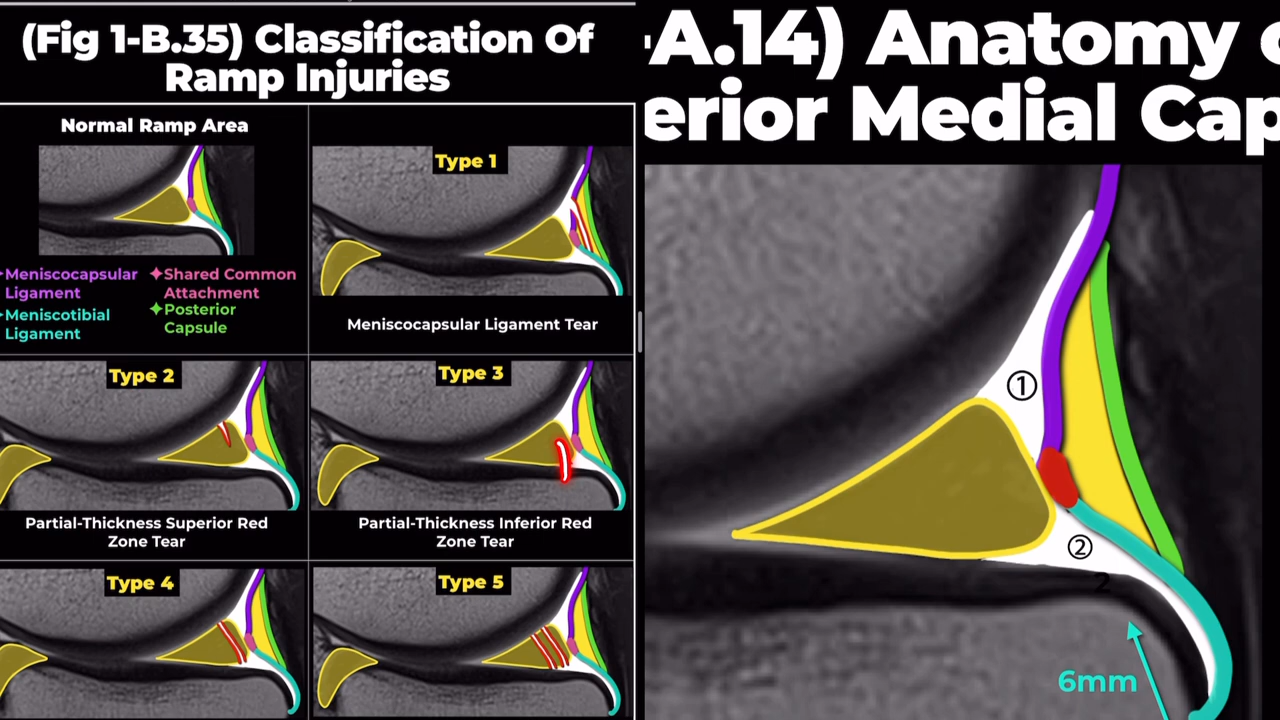 (Fig 1-B.35) Classification Of
Ramp Injuries
Normal Ramp Area
Meniscocapsular
Ligament
Shared Common
Attachment
Meniscotibial
Ligament
Posterior
Capsule
Type 1
Meniscocapsular Ligament Tear
Type 2
Partial-Thickness Superior Red
Zone Tear
Type 3
Partial-Thickness Inferior Red
Zone Tear
Type 4
Type 5
-A.14) Anatomy
erior Medial Cap
①
②
2
6mm